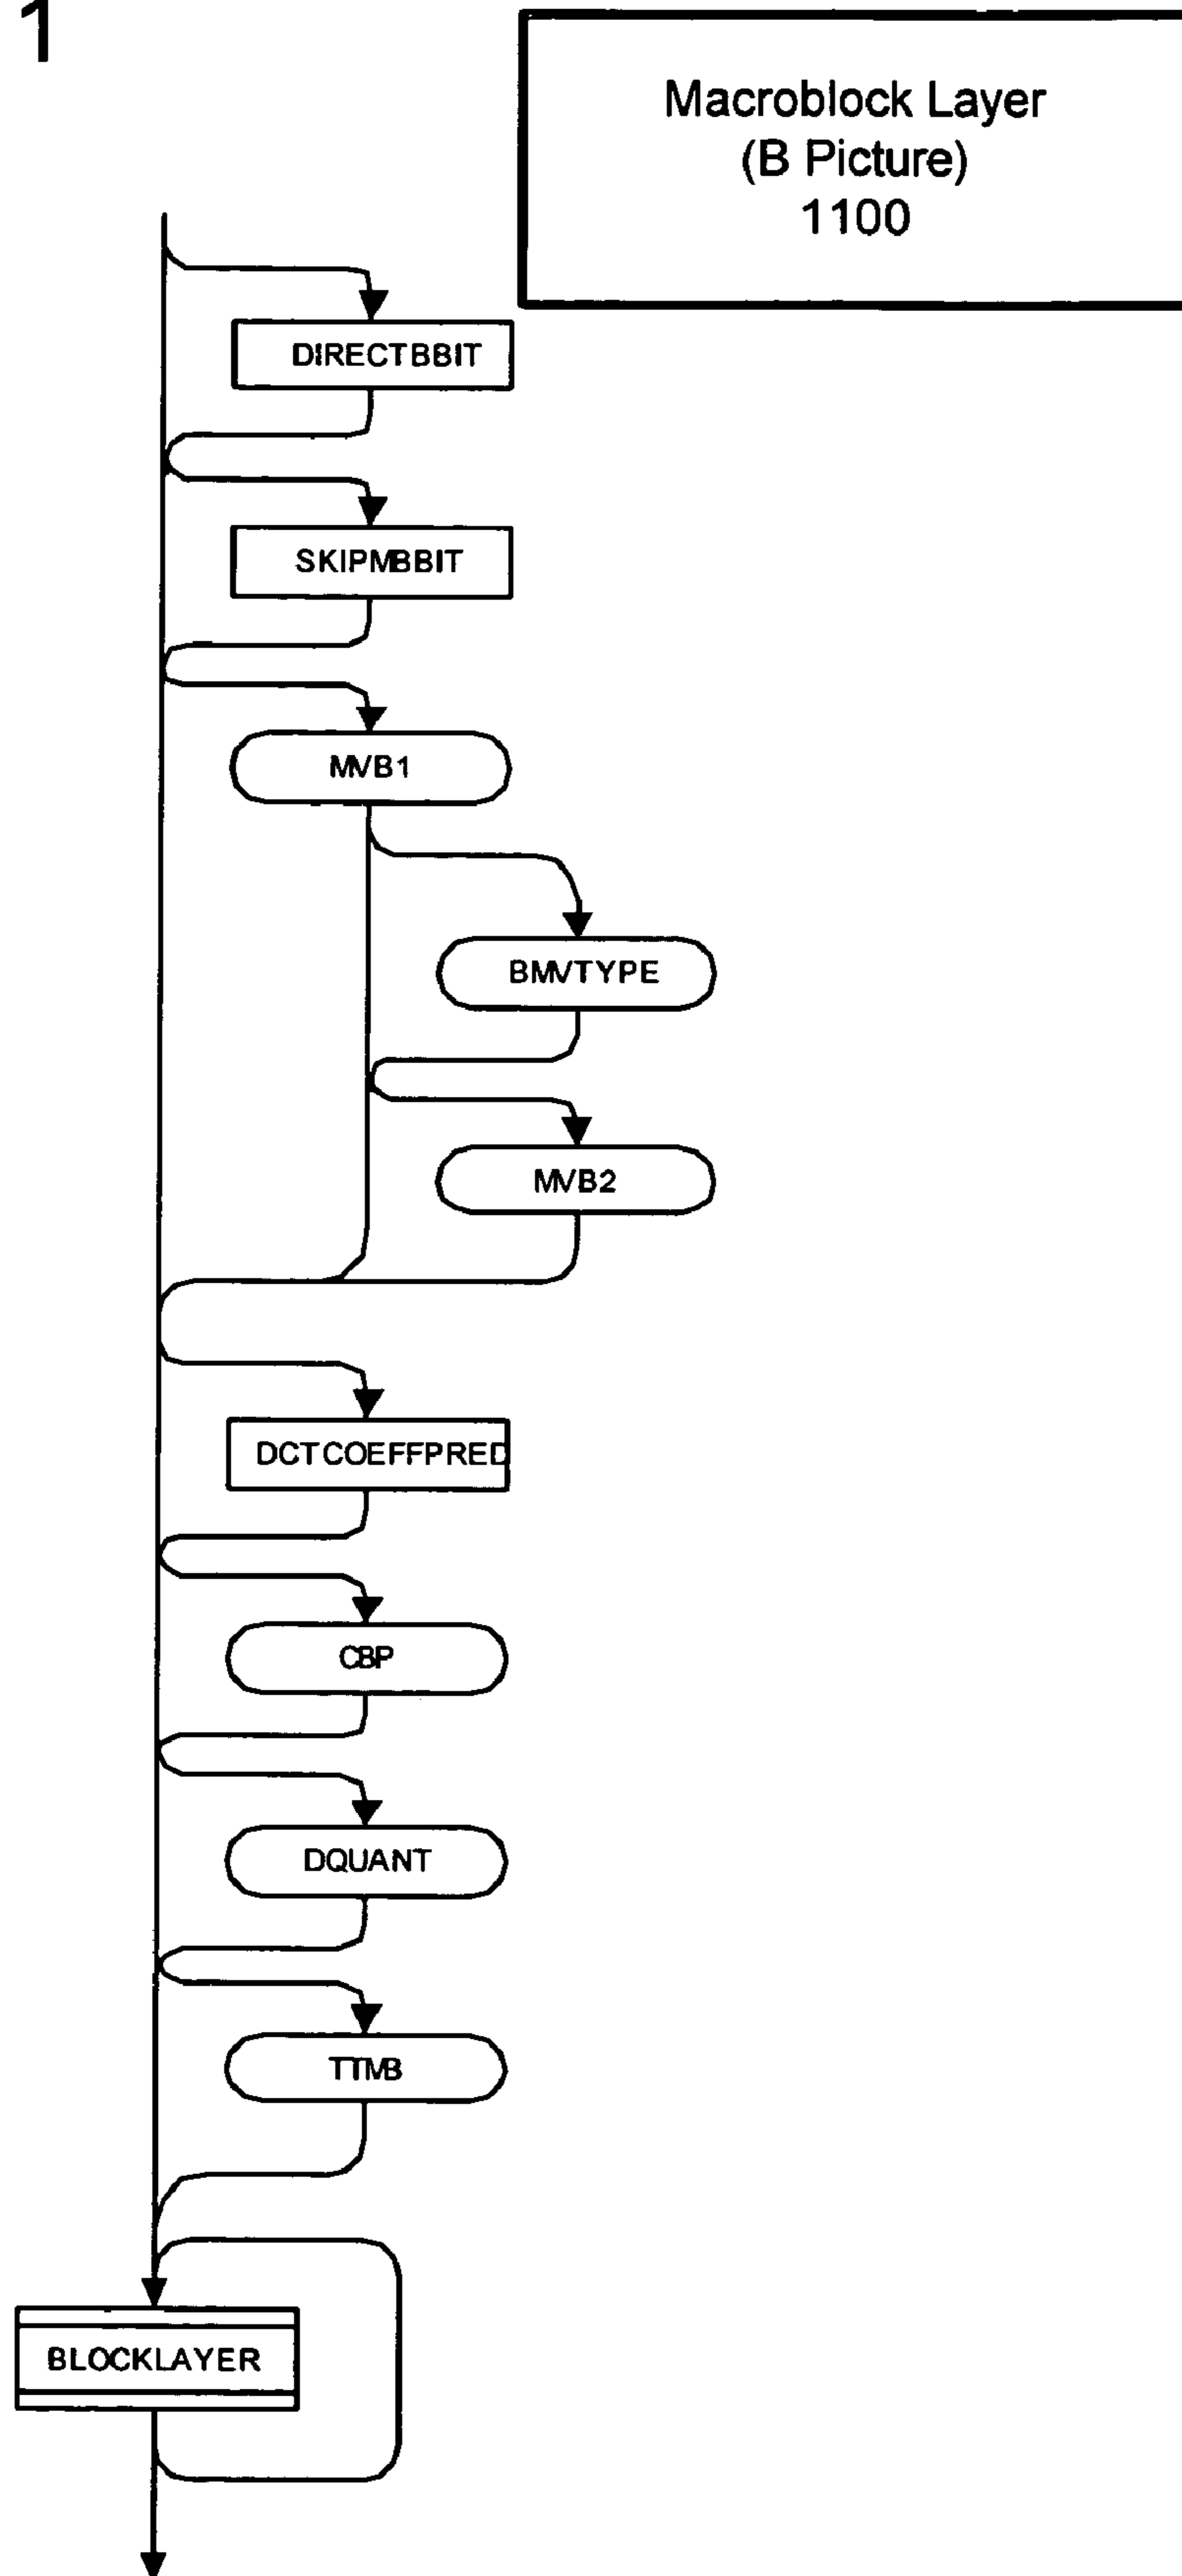 1
Macroblock Layer
(B Picture)
1100
DIRECTBBIT
SKIPMBBIT
MVB1
BMVTYPE
MVB2
DCTCOEFFPRED
CBP
DQUANT
TTMB
BLOCKLAYER